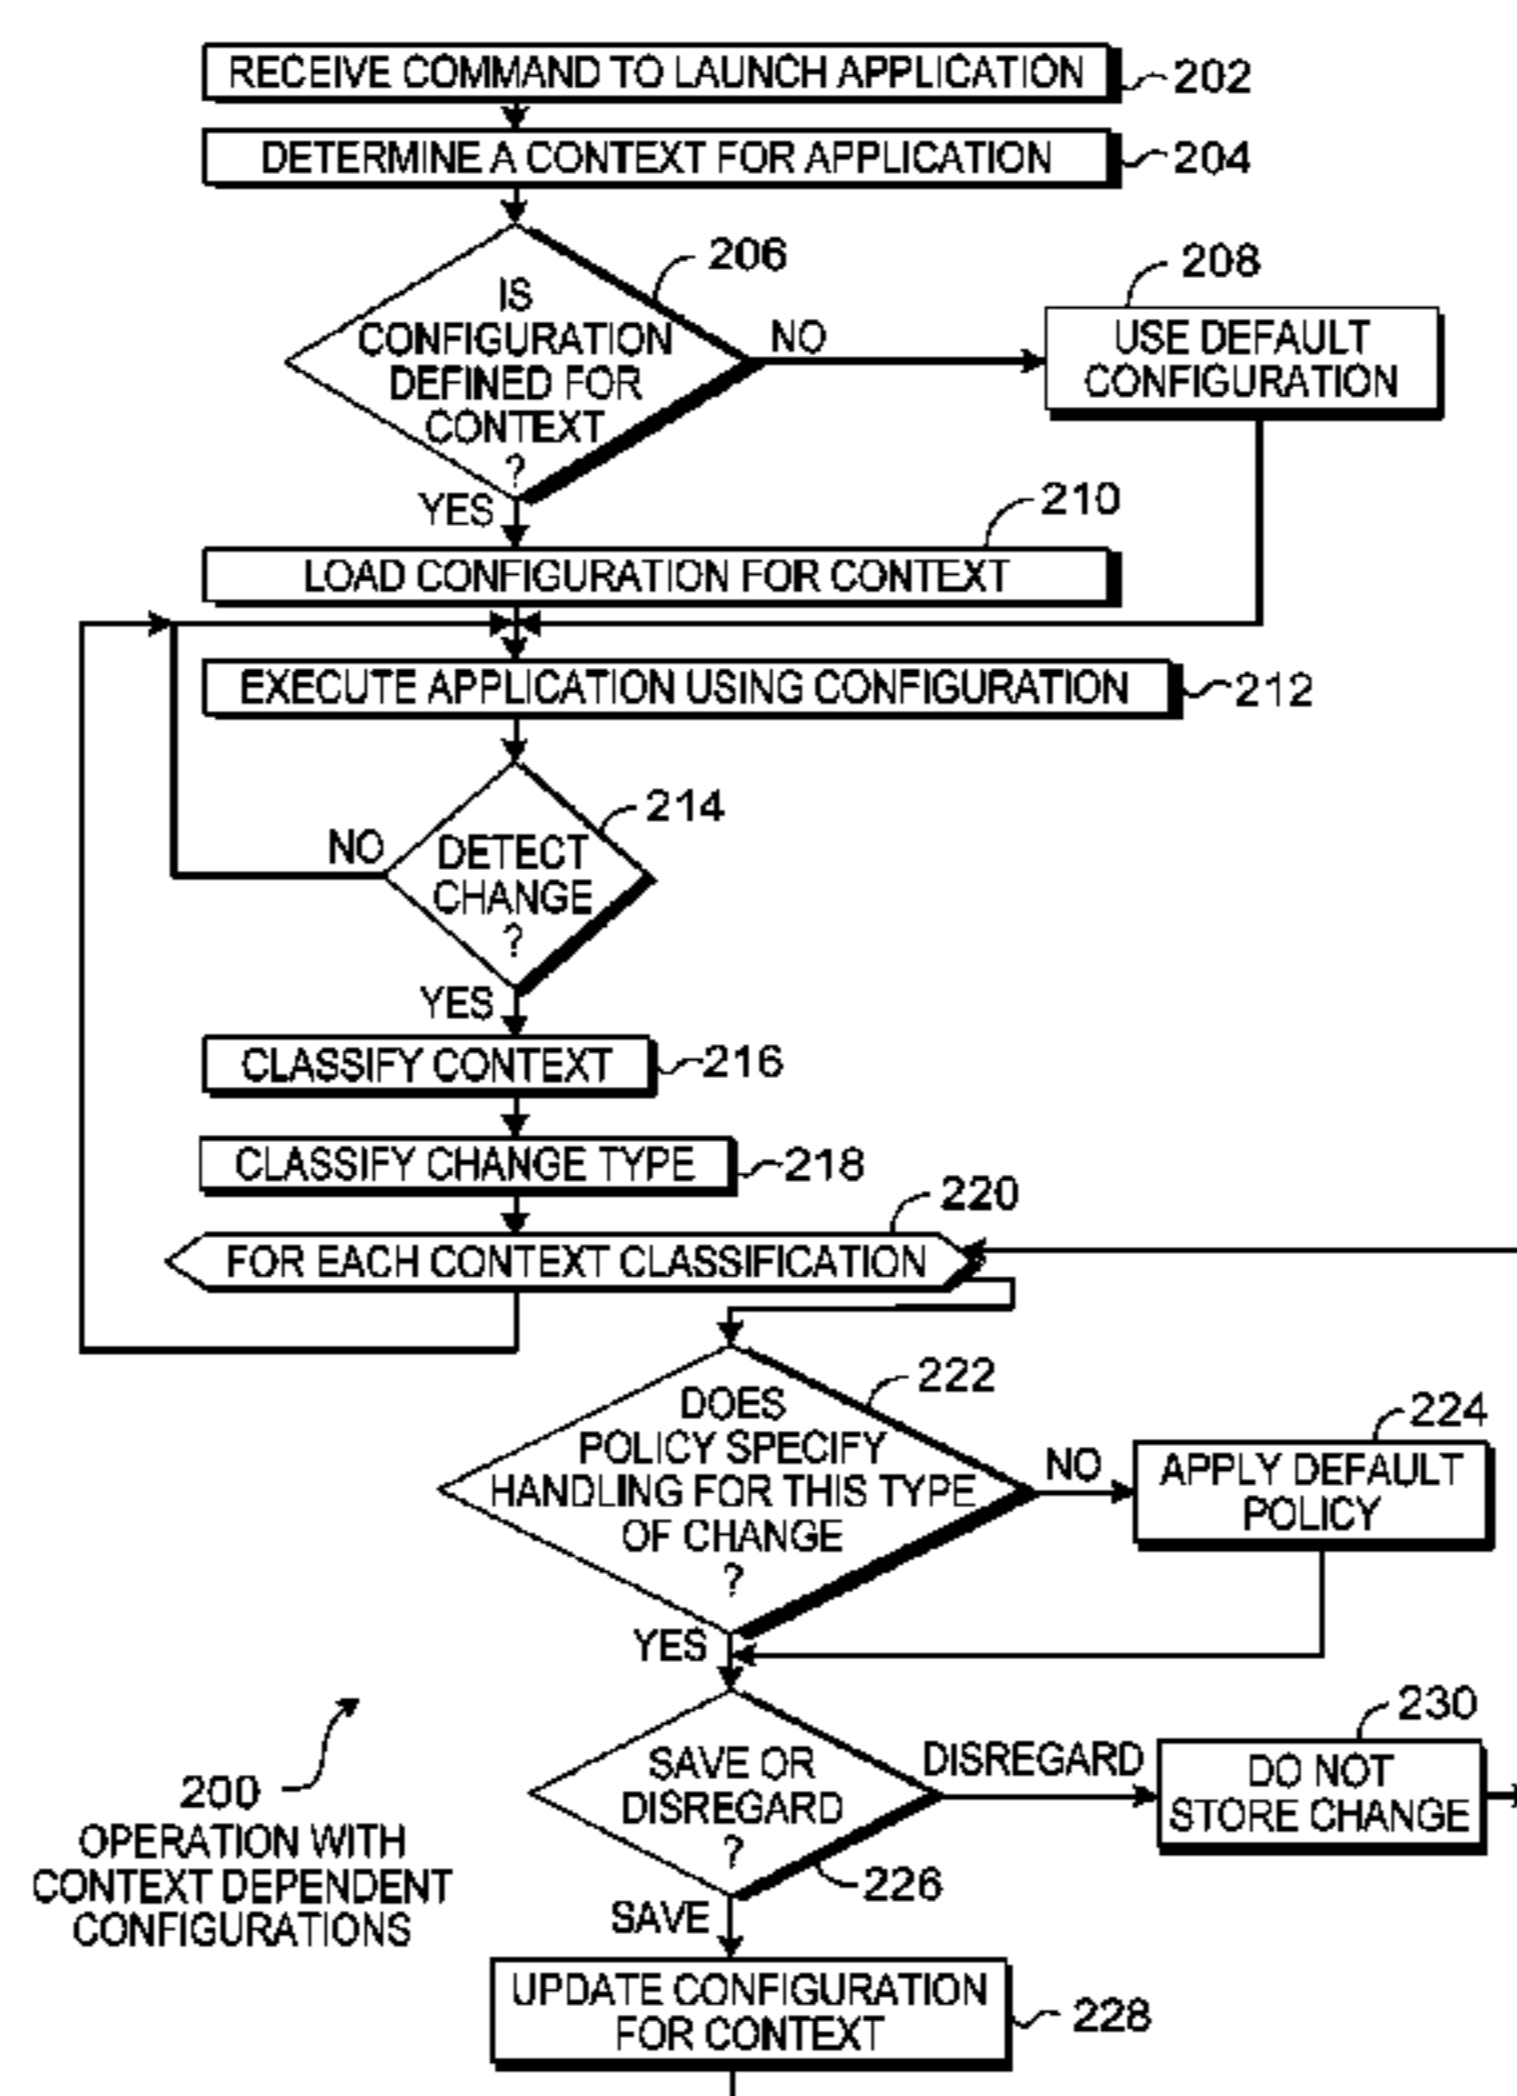 RECEIVE COMMAND TO LAUNCH APPLICATION
202
DETERMINE A CONTEXT FOR APPLICATION
204
206
IS
CONFIGURATION
DEFINED FOR
CONTEXT
?
NO
208
USE DEFAULT
CONFIGURATION
YES
210
LOAD CONFIGURATION FOR CONTEXT
EXECUTE APPLICATION USING CONFIGURATION
212
214
NO
DETECT
CHANGE
?
YES
CLASSIFY CONTEXT
216
CLASSIFY CHANGE TYPE
218
220
FOR EACH CONTEXT CLASSIFICATION
222
DOES
POLICY SPECIFY
HANDLING FOR THIS TYPE
OF CHANGE
?
NO
224
APPLY DEFAULT
POLICY
YES
SAVE OR
DISREGARD
?
226
DISREGARD
230
DO NOT
STORE CHANGE
SAVE
UPDATE CONFIGURATION
FOR CONTEXT
228
200
OPERATION WITH
CONTEXT DEPENDENT
CONFIGURATIONS